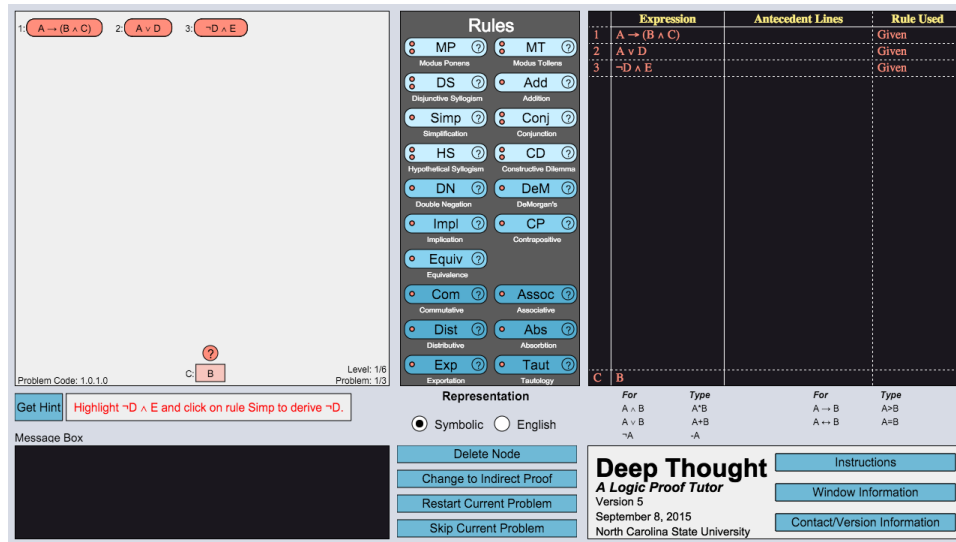 1: A → (B ∧ C) 2: A ∨ D 3: ¬D ∧ E
?
C: B
Problem Code: 1.0.1.0
Level: 1/6
Problem: 1/3
Get Hint Highlight ¬D ∧ E and click on rule Simp to derive ¬D.
Message Box
Rules
MP ? MT ?
Modus Ponens Modus Tollens
DS ? Add ?
Disjunctive Syllogism Addition
Simp ? Conj ?
Simplification Conjunction
HS ? CD ?
Hypothetical Syllogism Constructive Dilemma
DN ? DeM ?
Double Negation DeMorgan's
Impl ? CP ?
Implication Contrapositive
Equiv ?
Equivalence
Com ? Assoc ?
Commutative Associative
Dist ? Abs ?
Distributive Absorbtion
Exp ? Taut ?
Exportation Tautology
Representation
Symbolic English
Delete Node
Change to Indirect Proof
Restart Current Problem
Skip Current Problem
Expression Antecedent Lines Rule Used
1 A → (B ∧ C) Given
2 A ∨ D Given
3 ¬D ∧ E Given
C B
For Type For Type
A ∧ B A*B A → B A>B
A ∨ B A+B A ↔ B A=B
¬A -A
Deep Thought
A Logic Proof Tutor
Version 5
September 8, 2015
North Carolina State University
Instructions
Window Information
Contact/Version Information